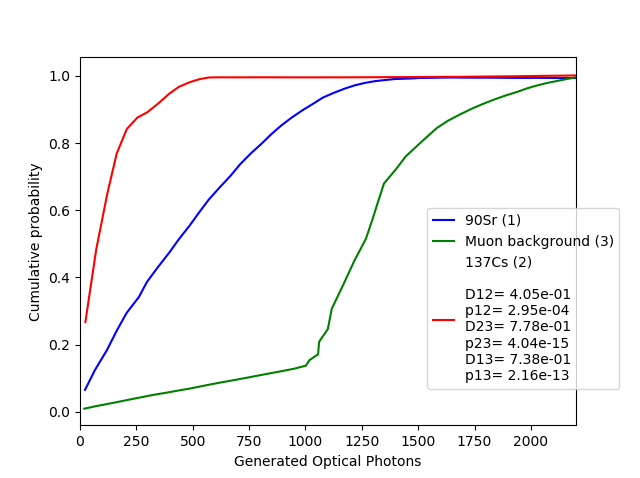 1.0
0.8
0.6
0.4
0.2
0.0
Cumulative probability
0 250 500 750 1000 1250 1500 1750 2000
Generated Optical Photons
90Sr (1)
Muon background (3)
137Cs (2)
D12= 4.05e-01
p12= 2.95e-04
D23= 7.78e-01
p23= 4.04e-15
D13= 7.38e-01
p13= 2.16e-13